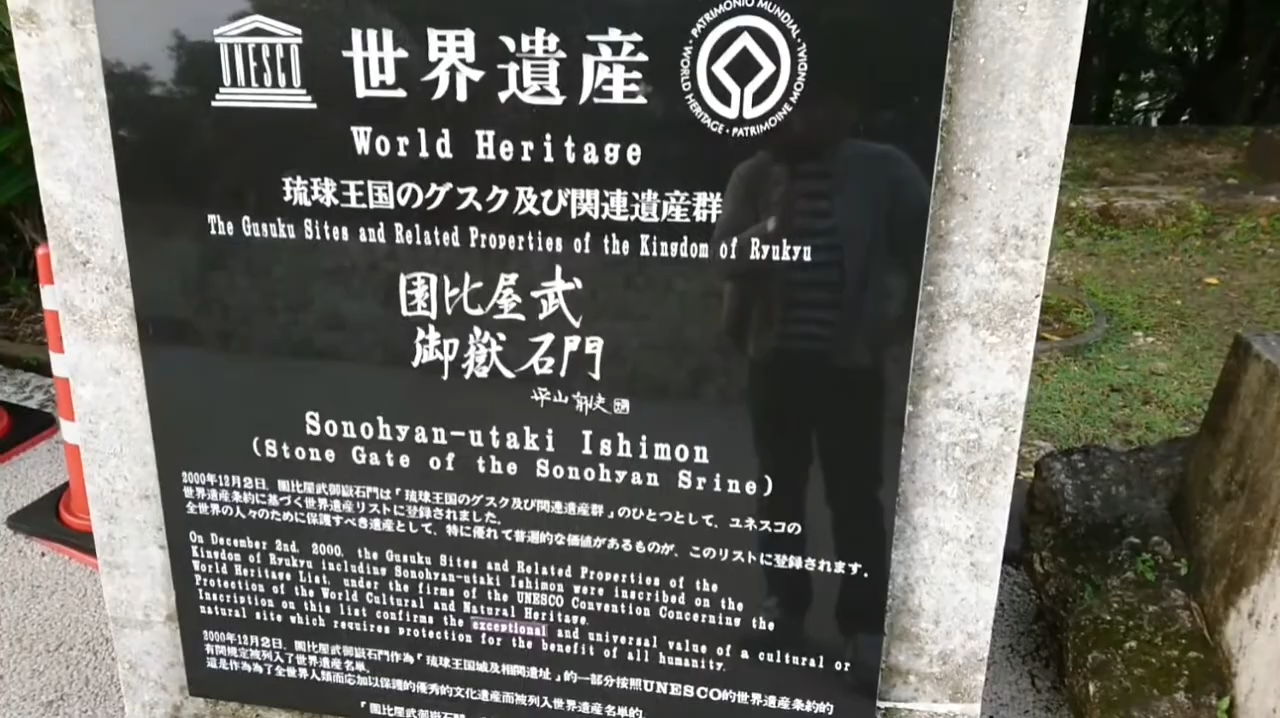 UNESCO
世界遺産
WORLD HERITAGE • PATRIMONIO MUNDIAL • PATRIMOINE MONDIAL •
World Heritage
琉球王国のグスク及び関連遺産群
The Gusuku Sites and Related Properties of the Kingdom of Ryukyu
園比屋武
御嶽石門
平山郁夫
Sonohyan-utaki Ishimon
(Stone Gate of the Sonohyan Srine)
2000年12月2日、園比屋武御嶽石門は「琉球王国のグスク及び関連遺産群」のひとつとして、ユネスコの
世界遺産条約に基づく世界遺産リストに登録されました。
全世界の人々のために保護すべき遺産として、特に優れて普遍的な価値があるものが、このリストに登録されます。
On December 2nd, 2000, the Gusuku Sites and Related Properties of the
Kingdom of Ryukyu including Sonohyan-utaki Ishimon were inscribed on the
World Heritage List, under the firms of the UNESCO Convention Concerning the
Protection of the World Cultural and Natural Heritage.
Inscription on this list confirms the exceptional and universal value of a cultural or
natural site which requires protection for the benefit of all humanity.
2000年12月2日、園比屋武御嶽石門作為「琉球王国城及相関遺址」的一部分按照UNESCO的世界遺産条約的
有関規定被列入了世界遺産名単。
這是作為為了全世界人類而応加以保護的優秀的文化遺産而被列入世界遺産名単的。
「園比屋武御嶽石門